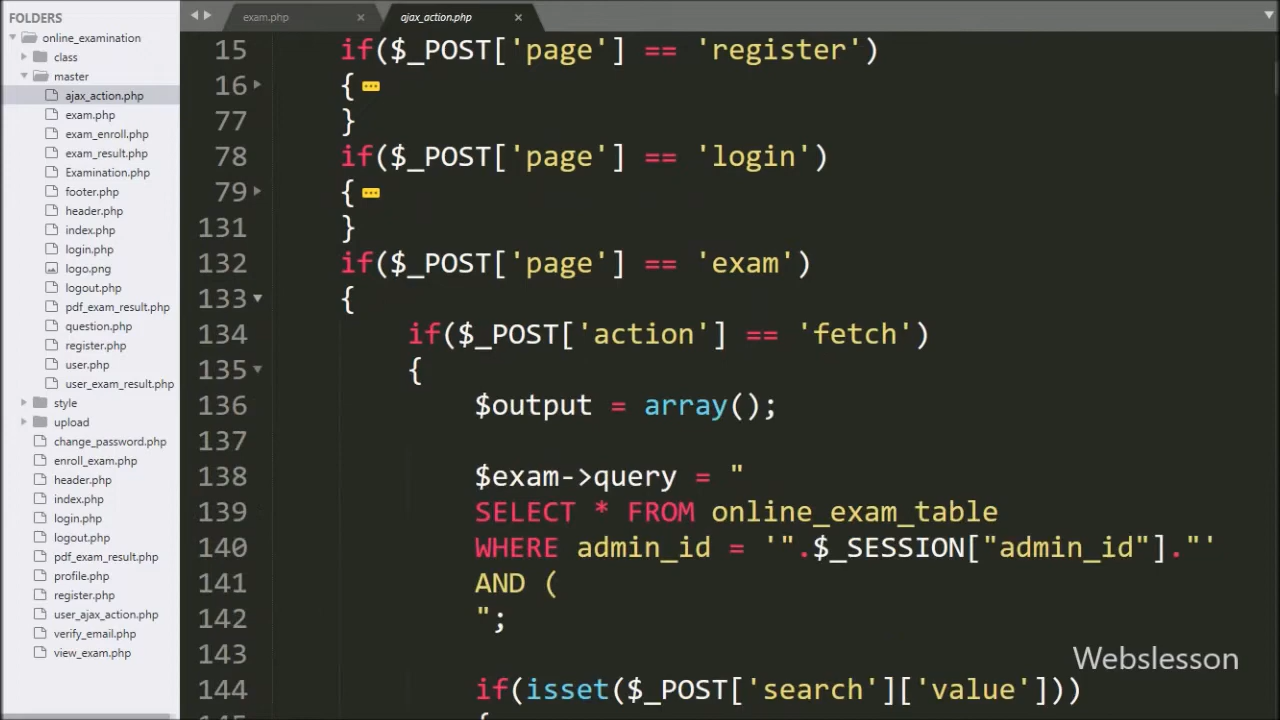 FOLDERS
online_examination
class
master
ajax_action.php
exam.php
exam_enroll.php
exam_result.php
Examination.php
footer.php
header.php
index.php
login.php
logo.png
logout.php
pdf_exam_result.php
question.php
register.php
user.php
user_exam_result.php
style
upload
change_password.php
enroll_exam.php
header.php
index.php
login.php
logout.php
pdf_exam_result.php
profile.php
register.php
user_ajax_action.php
verify_email.php
view_exam.php
exam.php
ajax_action.php
15 if($_POST['page'] == 'register')
16 {
77 }
78 if($_POST['page'] == 'login')
79 {
131 }
132 if($_POST['page'] == 'exam')
133 {
134 if($_POST['action'] == 'fetch')
135 {
136 $output = array();
137
138 $exam->query = "
139 SELECT * FROM online_exam_table
140 WHERE admin_id = '".$_SESSION["admin_id"]."'
141 AND (
142 ";
143
144 if(isset($_POST['search']['value']))
Webslesson